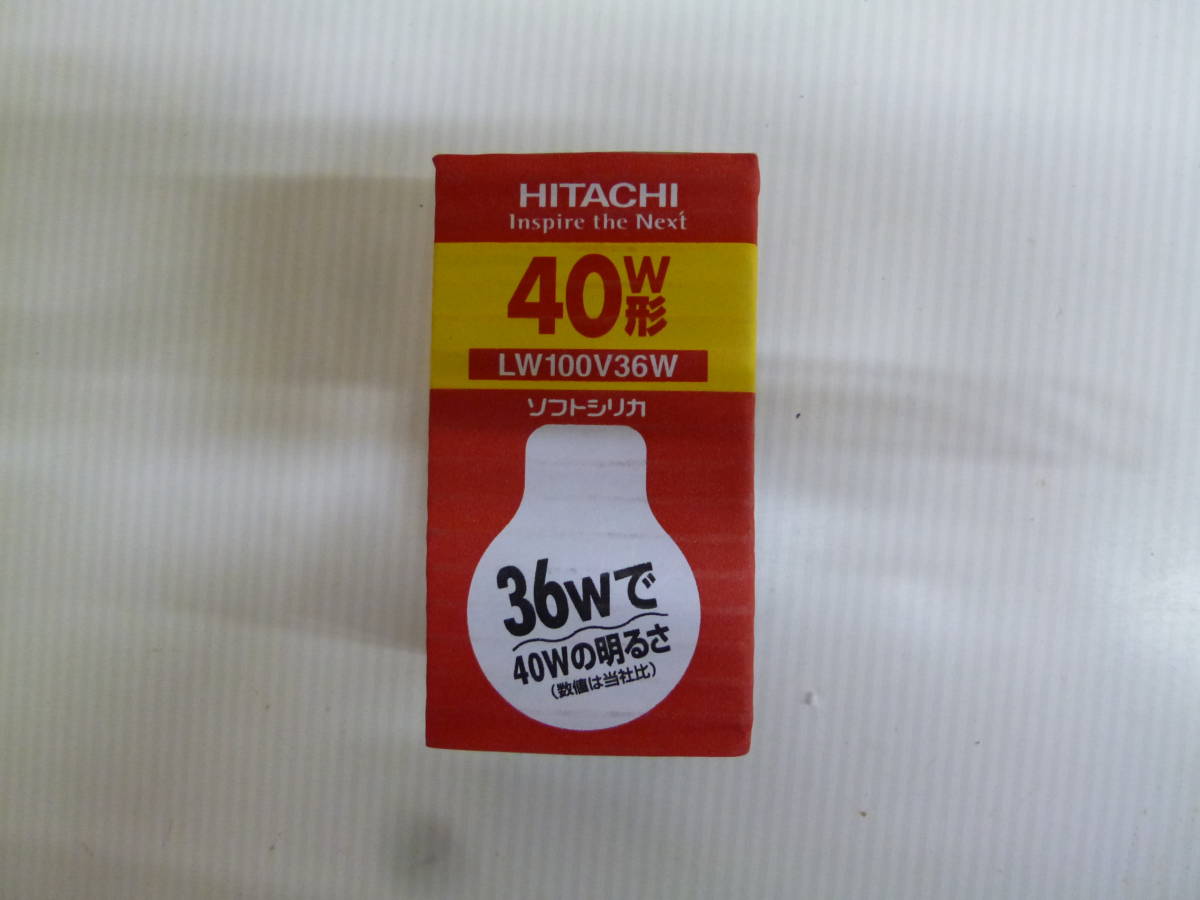 HITACHI
Inspire the Next
40W形
LW100V36W
ソフトシリカ
36Wで
40Wの明るさ
(数値は当社比)